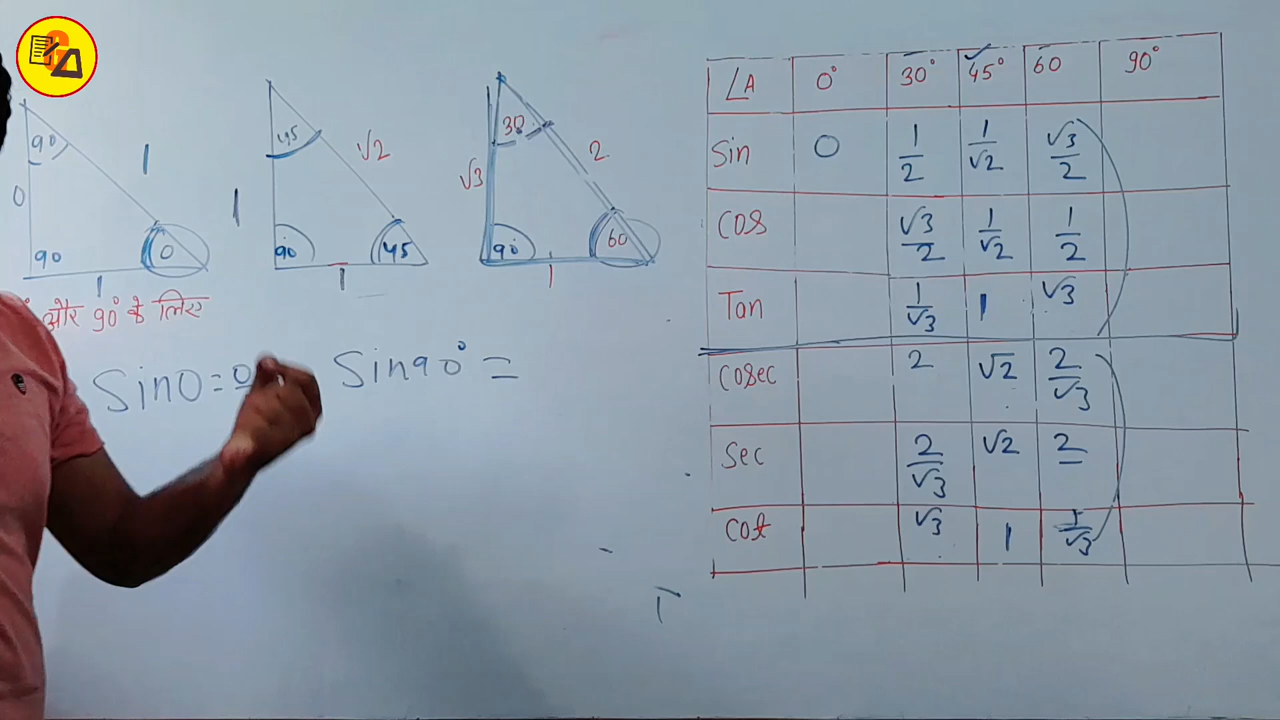 90
0
1
90
0
1
° और 90° के लिए
45
√2
1
90
45
1
30
2
√3
90
60
1
Sin0 = 0
Sin90° =
∠A 0° 30° 45° 60 90°
Sin 0 1/2 1/√2 √3/2
Cos √3/2 1/√2 1/2
Tan 1/√3 1 √3
Cosec 2 √2 2/√3
Sec 2/√3 √2 2
Cot √3 1 1/√3